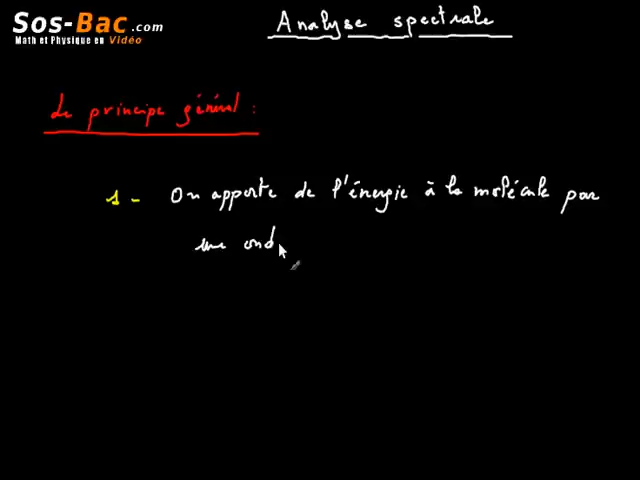 Sos-Bac.com
Math et Physique en Vidéo
Analyse spectrale
Le principe général :
1- On apporte de l'énergie à la molécule par
une ond